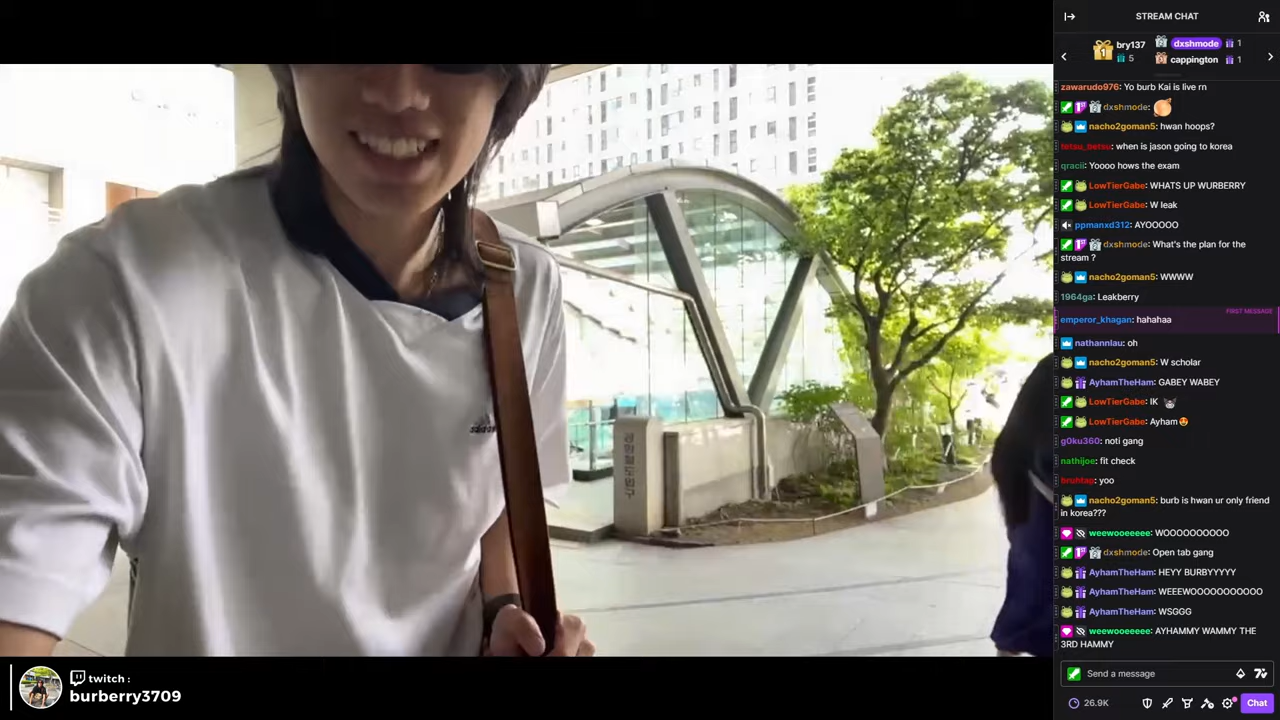 STREAM CHAT
bry137
5
dxshmode 1
cappington 1
1
zawarudo976: Yo burb Kai is live rn
dxshmode:
nacho2goman5: hwan hoops?
when is jason going to korea
qracii: Yoooo hows the exam
LowTierGabe: WHATS UP WURBERRY
LowTierGabe: W leak
ppmanxd312: AYOOOOO
dxshmode: What's the plan for the
stream ?
nacho2goman5: WWWW
1964ga: Leakberry
FIRST MESSAGE
emperor_khagan: hahahaa
nathannlau: oh
nacho2goman5: W scholar
AyhamTheHam: GABEY WABEY
LowTierGabe: IK
LowTierGabe: Ayham
g0ku360: noti gang
nathijoe: fit check
bruhtag: yoo
nacho2goman5: burb is hwan ur only friend
in korea???
weewooeeeee: WOOOOOOOOOO
dxshmode: Open tab gang
AyhamTheHam: HEYY BURBYYYY
AyhamTheHam: WEEEWOOOOOOOOOOO
AyhamTheHam: WSGGG
weewooeeeee: AYHAMMY WAMMY THE
3RD HAMMY
Send a message
26.9K
Chat
twitch :
burberry3709